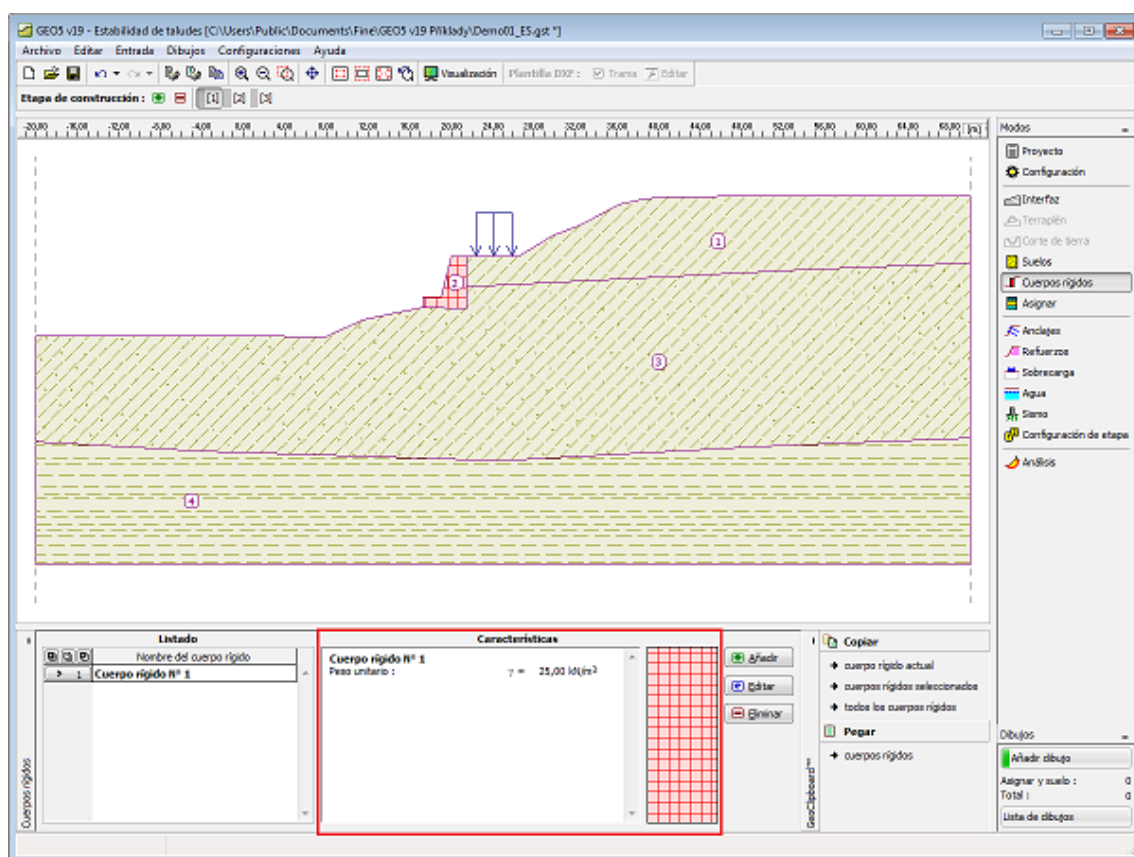 GEO5 v19 - Estabilidad de taludes [C:\Users\Public\Documents\Fine\GEO5 v19 Příklady\Demo01_ES.gst *]
Archivo Editar Entrada Dibujos Configuraciones Ayuda
Visualización Plantilla DXF : Trama Editar
Etapa de construcción : [1] [2] [3]
[m]
Modos
Proyecto
Configuración
Interfaz
Terraplén
Corte de tierra
Suelos
Cuerpos rígidos
Asignar
Anclajes
Refuerzos
Sobrecarga
Agua
Sismo
Configuración de etapa
Análisis
1
2
3
4
Listado
Nombre del cuerpo rígido
> 1 Cuerpo rígido Nº 1
Características
Cuerpo rígido Nº 1
Peso unitario : γ = 25,00 kN/m³
Añadir
Editar
Eliminar
Copiar
cuerpo rígido actual
cuerpos rígidos seleccionados
todos los cuerpos rígidos
Pegar
cuerpos rígidos
Cuerpos rígidos
GeoClipboard™
Dibujos
Añadir dibujo
Asignar y suelo : 0
Total : 0
Lista de dibujos